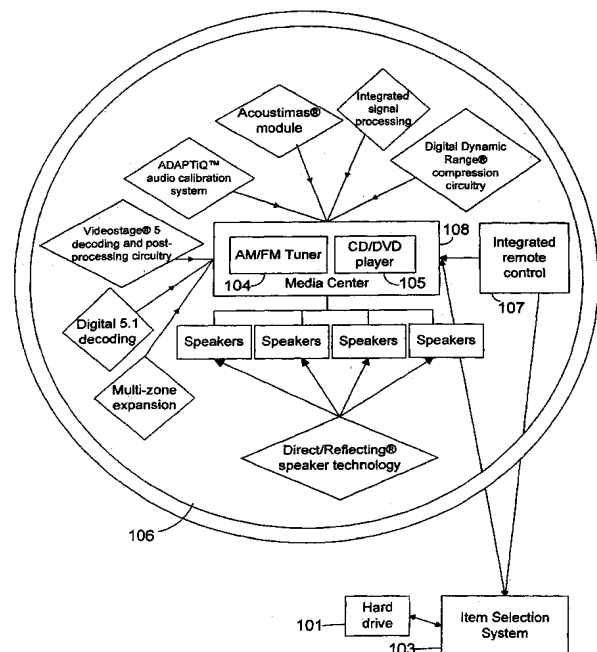 Integrated
signal
processing
Acoustimas®
module
Digital Dynamic
Range®
compression
circuitry
ADAPTiQ™
audio calibration
system
Videostage® 5
decoding and post-
processing circuitry
108
AM/FM Tuner
CD/DVD
player
104
Media Center
105
Integrated
remote
control
107
Digital 5.1
decoding
Speakers
Speakers
Speakers
Speakers
Multi-zone
expansion
Direct/Reflecting®
speaker technology
106
Hard
drive
101
Item Selection
System
103